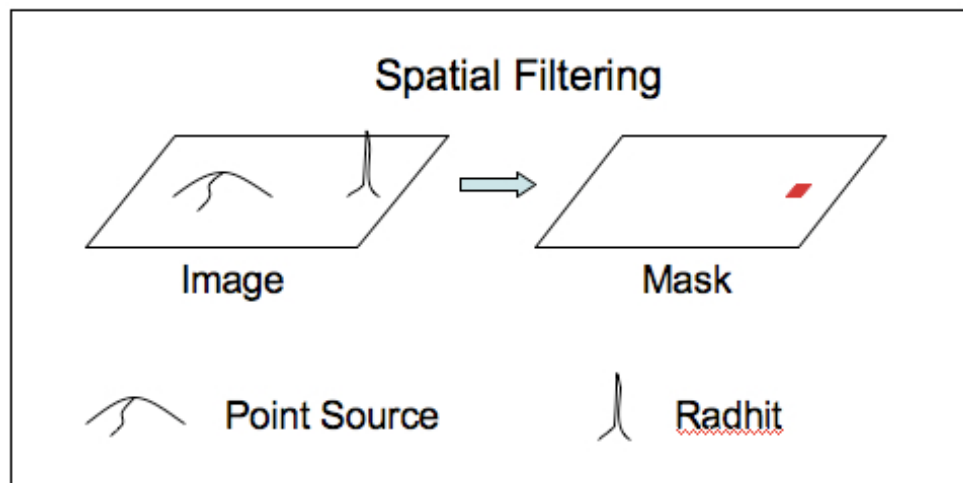 Spatial Filtering
Image
Mask
Point Source
Radhit